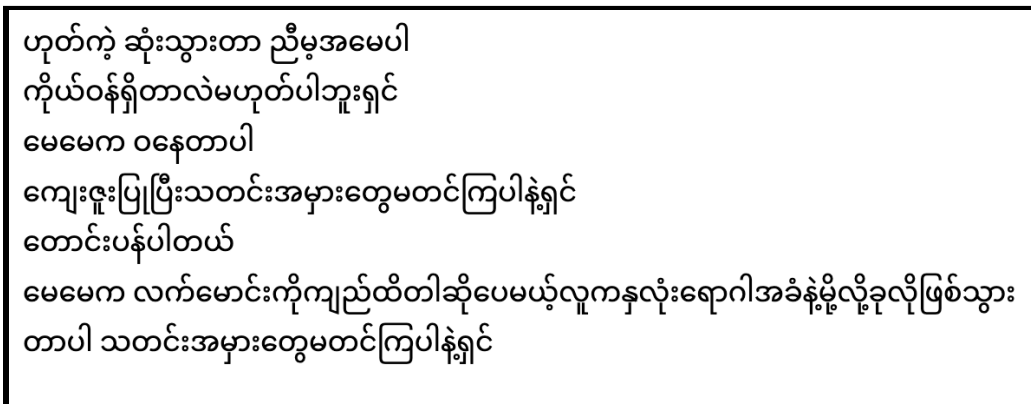 ဟုတ်ကဲ့ ဆုံးသွားတာ ညီမ့အမေပါ
ကိုယ်ဝန်ရှိတာလဲမဟုတ်ပါဘူးရှင်
မေမေက ဝနေတာပါ
ကျေးဇူးပြုပြီးသတင်းအမှားတွေမတင်ကြပါနဲ့ရှင်
တောင်းပန်ပါတယ်
မေမေက လက်မောင်းကိုကျည်ထိတါဆိုပေမယ့်လူကနှလုံးရောဂါအခံနဲ့မို့လို့ခုလိုဖြစ်သွား
တာပါ သတင်းအမှားတွေမတင်ကြပါနဲ့ရှင်